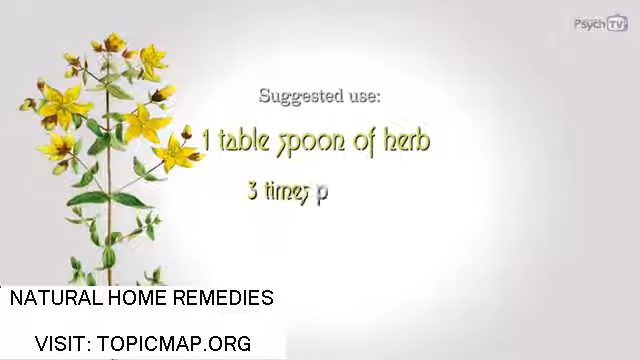 Psych TV
Suggested use:
1 table spoon of herb
3 times p
NATURAL HOME REMEDIES
VISIT: TOPICMAP.ORG